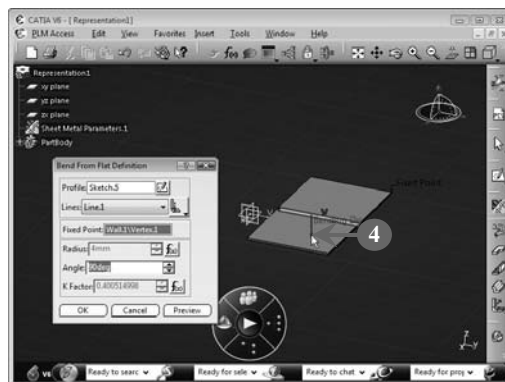 CATIA V6 - [ Representation1]
PLM Access Edit View Favorites Insert Tools Window Help
Representation1
xy plane
yz plane
zx plane
Sheet Metal Parameters.1
PartBody
Bend From Flat Definition
Profile: Sketch.5
Lines: Line.1
Fixed Point: Wall.1\Vertex.1
Radius: 4mm
Angle: 90deg
K Factor: 0.400514998
OK Cancel Preview
Point
4
V6
Ready to searc
Ready for sele
Ready to chat
Ready for proj